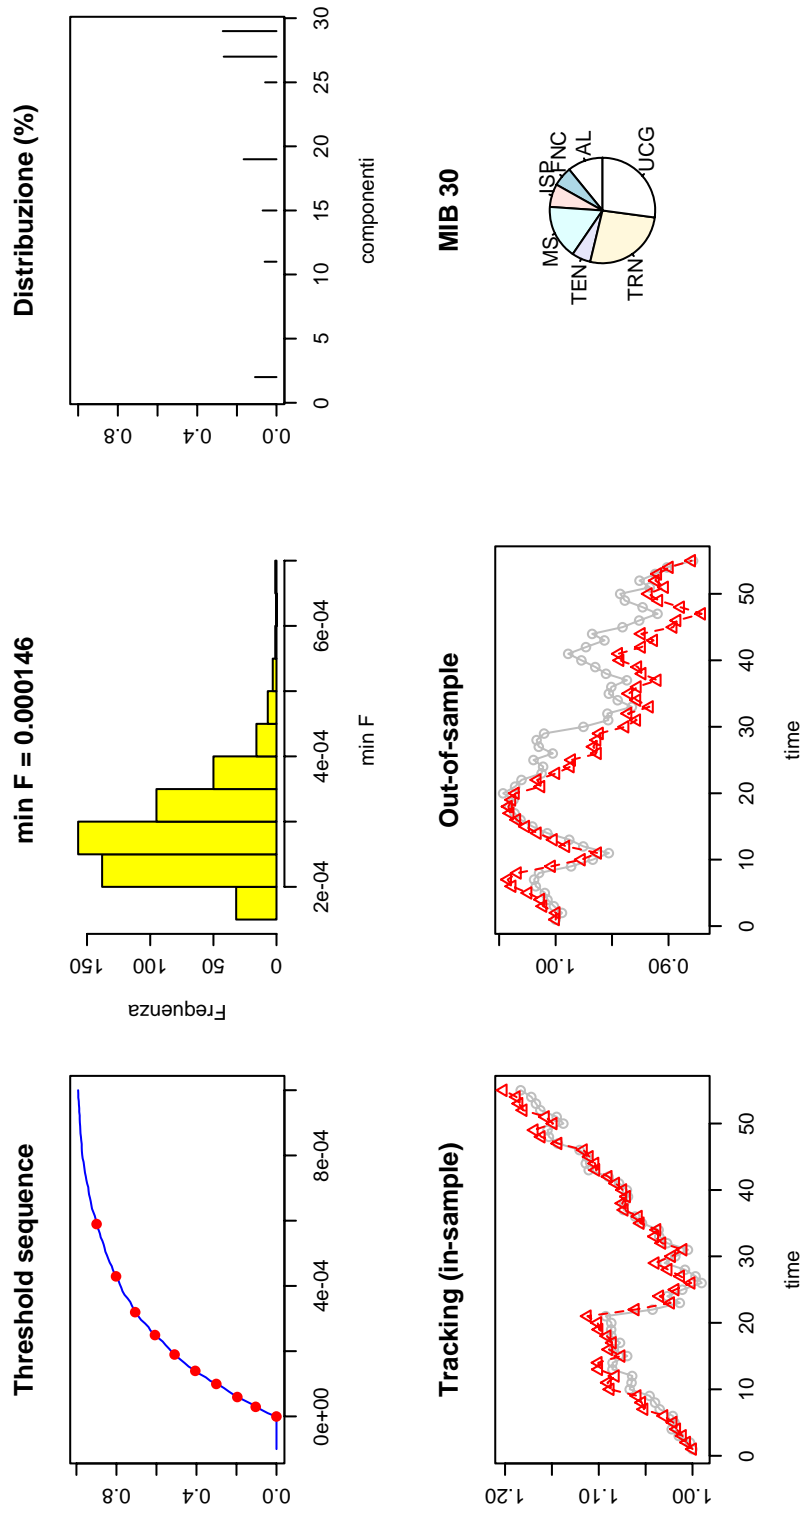 Threshold sequence
0.8
0.4
0.0
0e+00 4e-04 8e-04
min F = 0.000146
Frequenza
150
100
50
0
2e-04 4e-04 6e-04
min F
Distribuzione (%)
0.8
0.4
0.0
0 5 10 15 20 25 30
componenti
Tracking (in-sample)
1.20
1.10
1.00
0 10 20 30 40 50
time
Out-of-sample
1.00
0.90
0 10 20 30 40 50
time
MIB 30
MS
ISP
FNC
AL
TEN
TRN
UCG